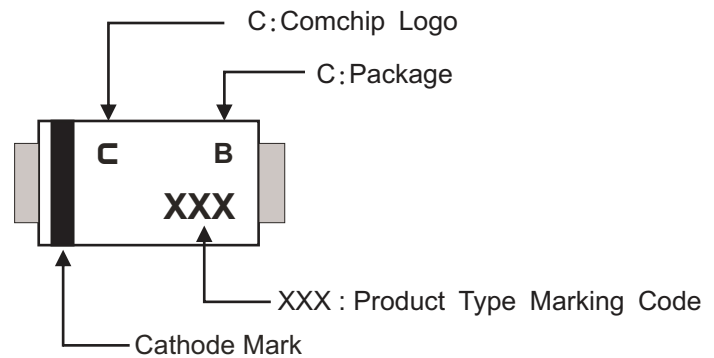 C:Comchip Logo
C:Package
C B
XXX
XXX : Product Type Marking Code
Cathode Mark